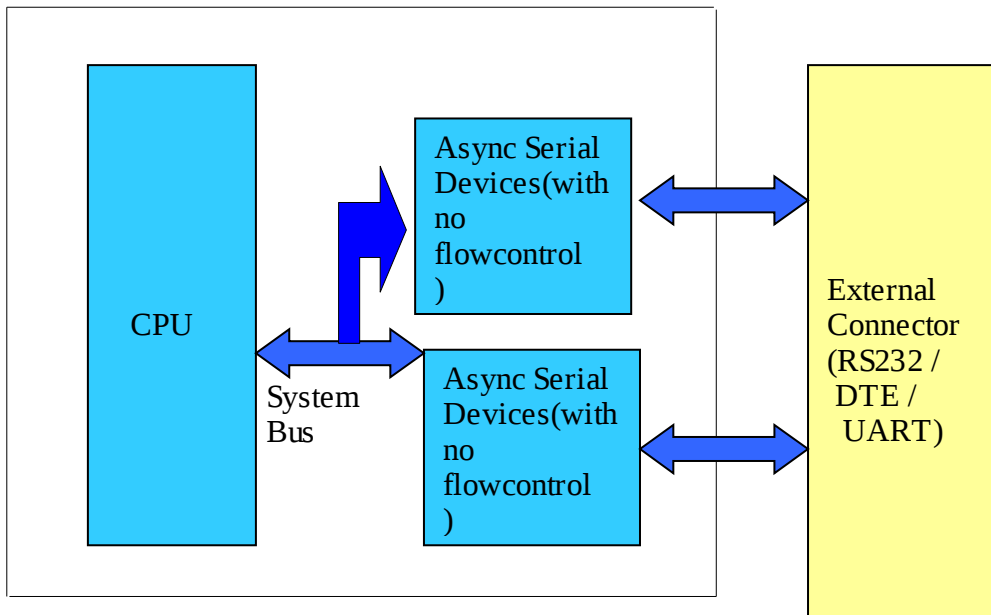 CPU
System
Bus
Async Serial
Devices(with
no
flowcontrol
)
Async Serial
Devices(with
no
flowcontrol
)
External
Connector
(RS232 /
DTE /
UART)